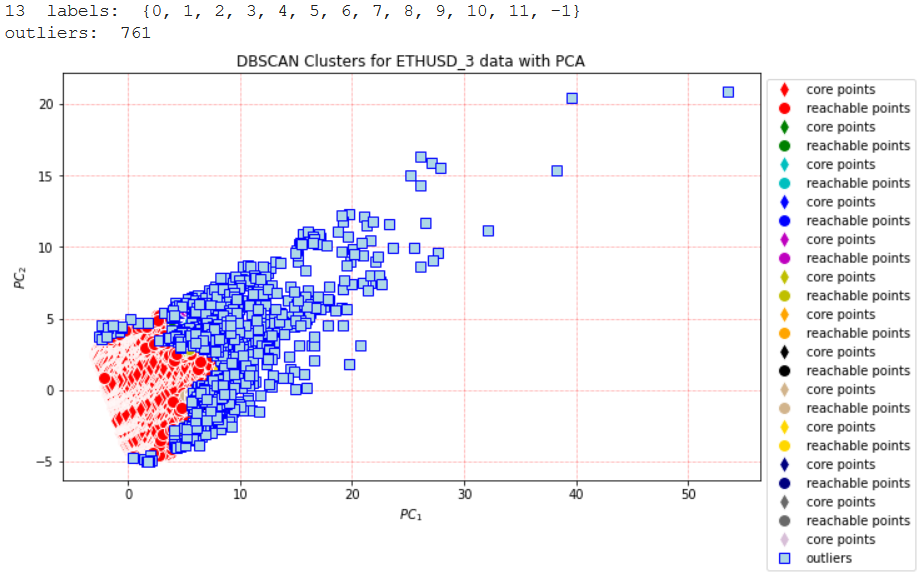 13  labels:  {0, 1, 2, 3, 4, 5, 6, 7, 8, 9, 10, 11, -1}
outliers:  761
DBSCAN Clusters for ETHUSD_3 data with PCA
20
15
10
5
0
−5
PC2
0 10 20 30 40 50
PC1
core points
reachable points
core points
reachable points
core points
reachable points
core points
reachable points
core points
reachable points
core points
reachable points
core points
reachable points
core points
reachable points
core points
reachable points
core points
reachable points
core points
reachable points
core points
reachable points
core points
outliers